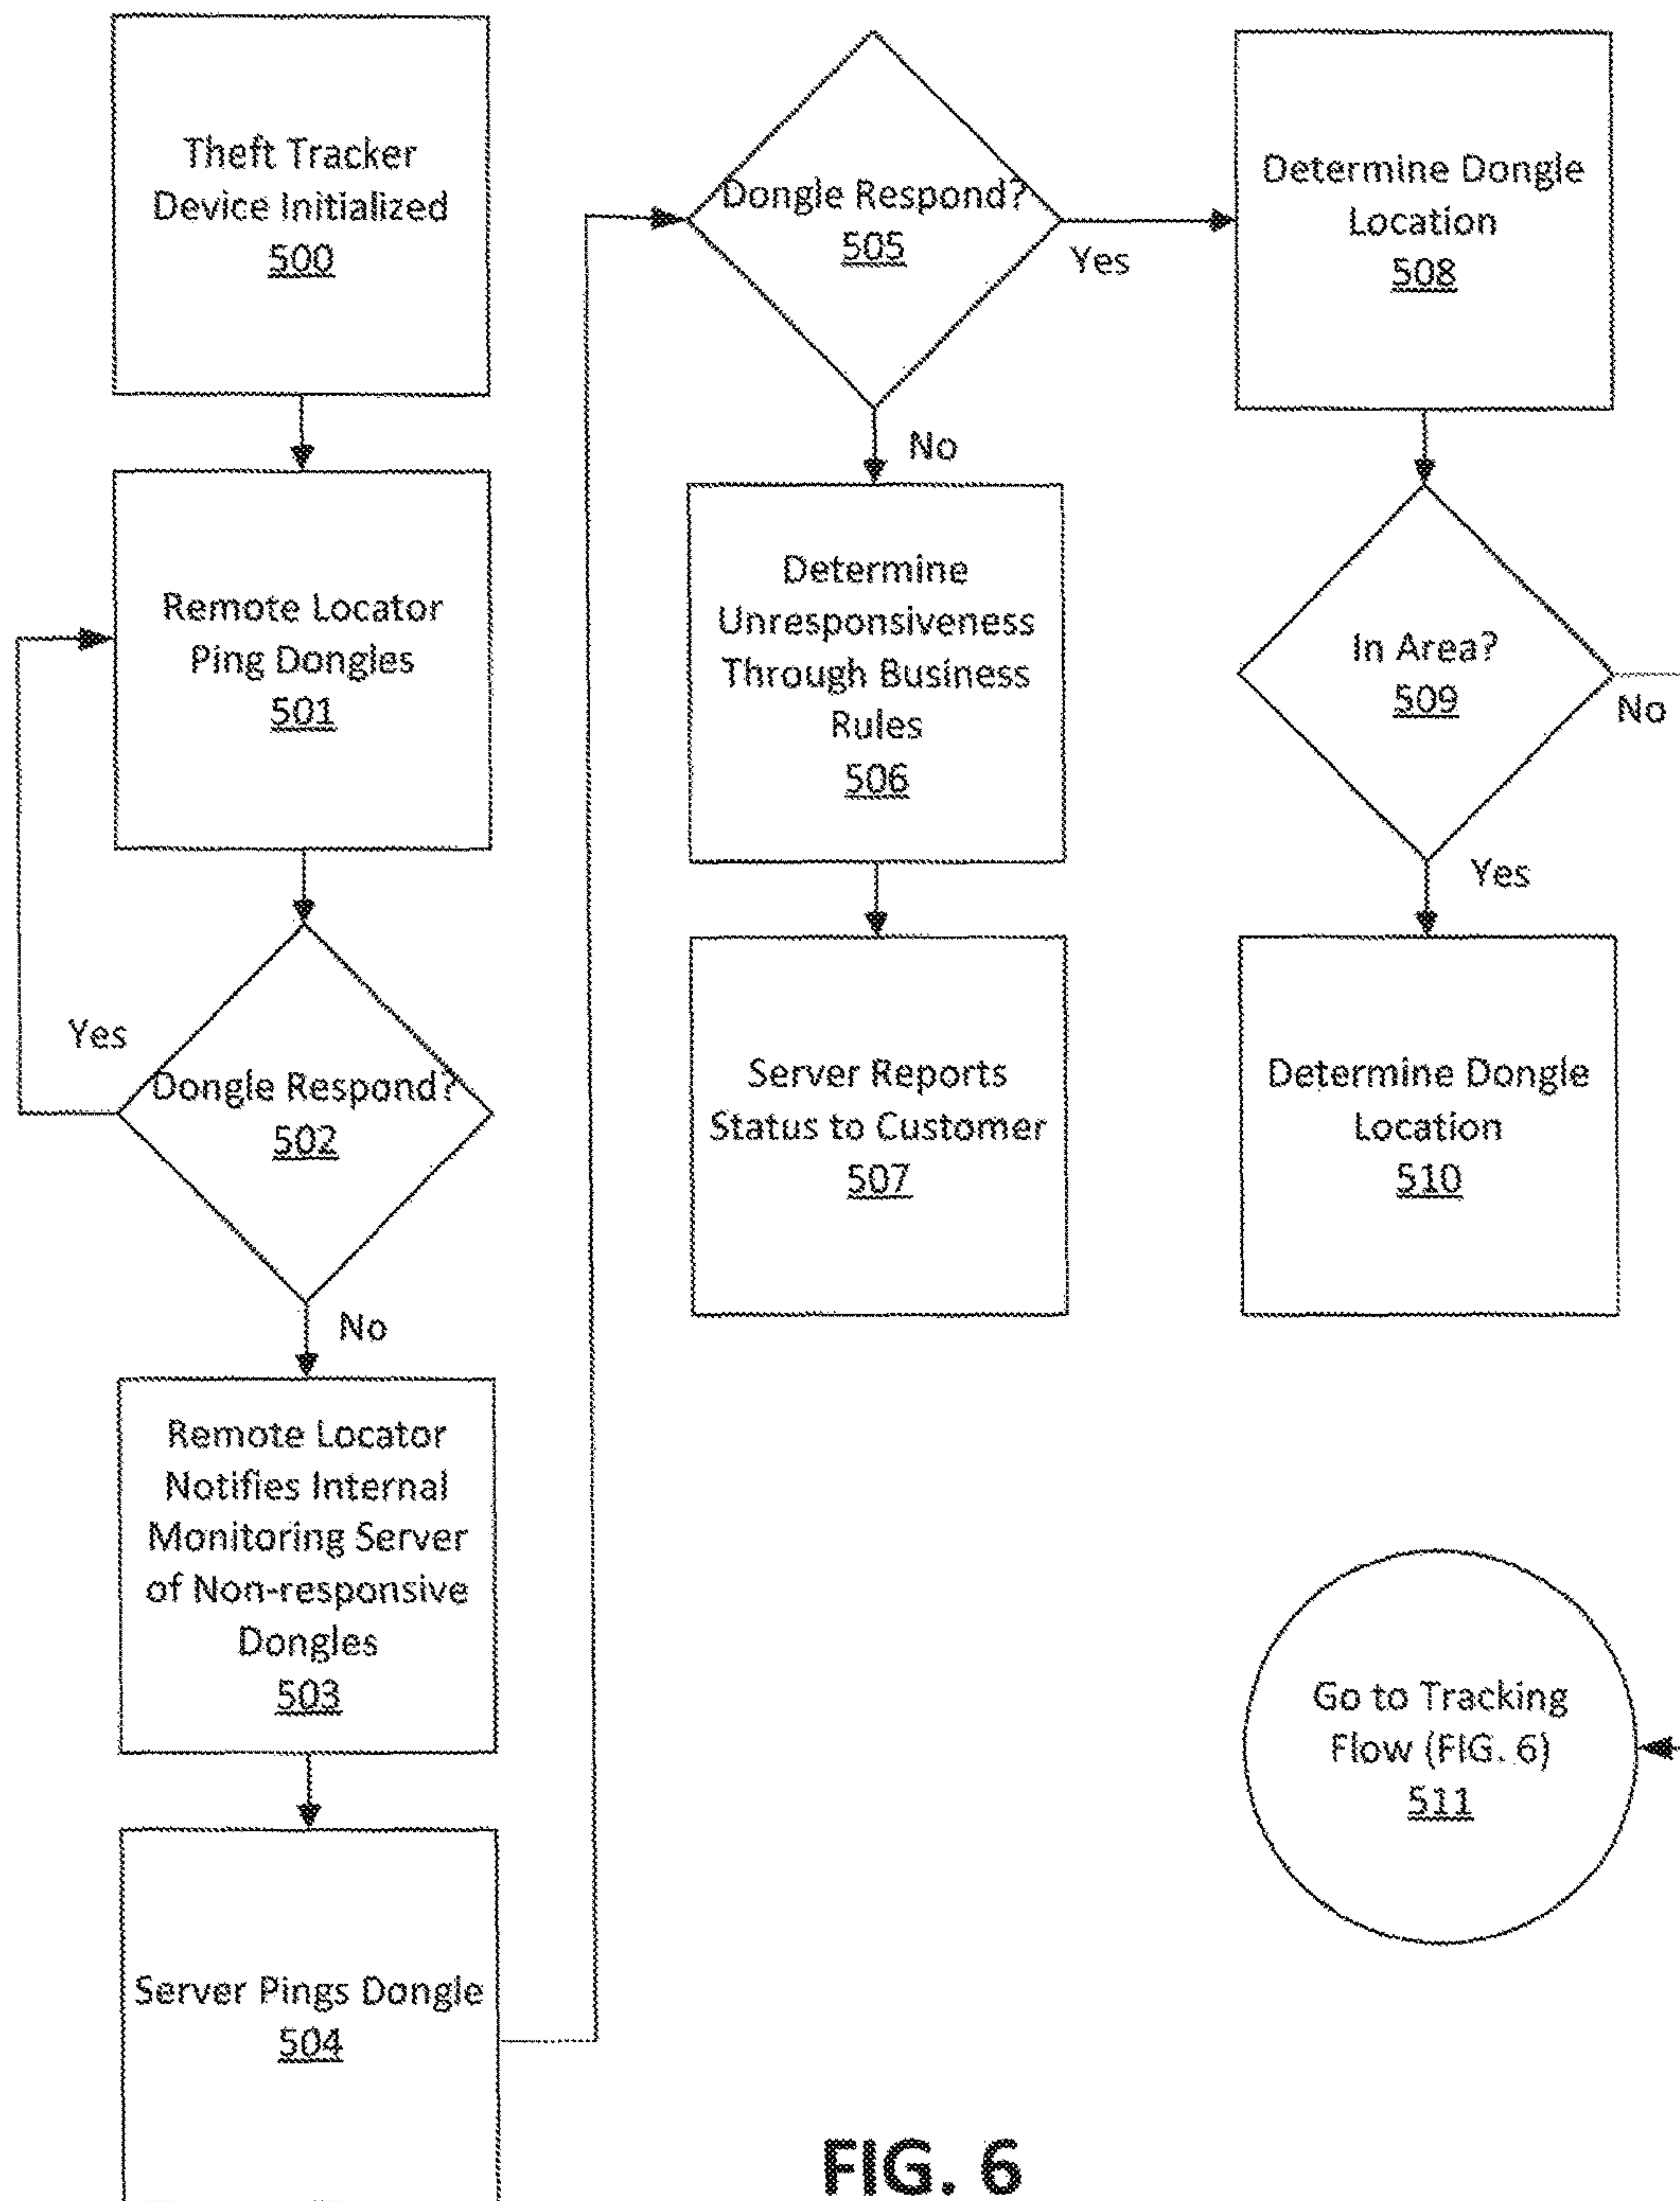 Theft Tracker
Device Initialized
500
Remote Locator
Ping Dongles
501
Yes
Dongle Respond?
502
No
Remote Locator
Notifies Internal
Monitoring Server
of Non-responsive
Dongles
503
Server Pings Dongle
504
Dongle Respond?
505
Yes
No
Determine
Unresponsiveness
Through Business
Rules
506
Server Reports
Status to Customer
507
Determine Dongle
Location
508
In Area?
509
No
Yes
Determine Dongle
Location
510
Go to Tracking
Flow (FIG. 6)
511
FIG. 6